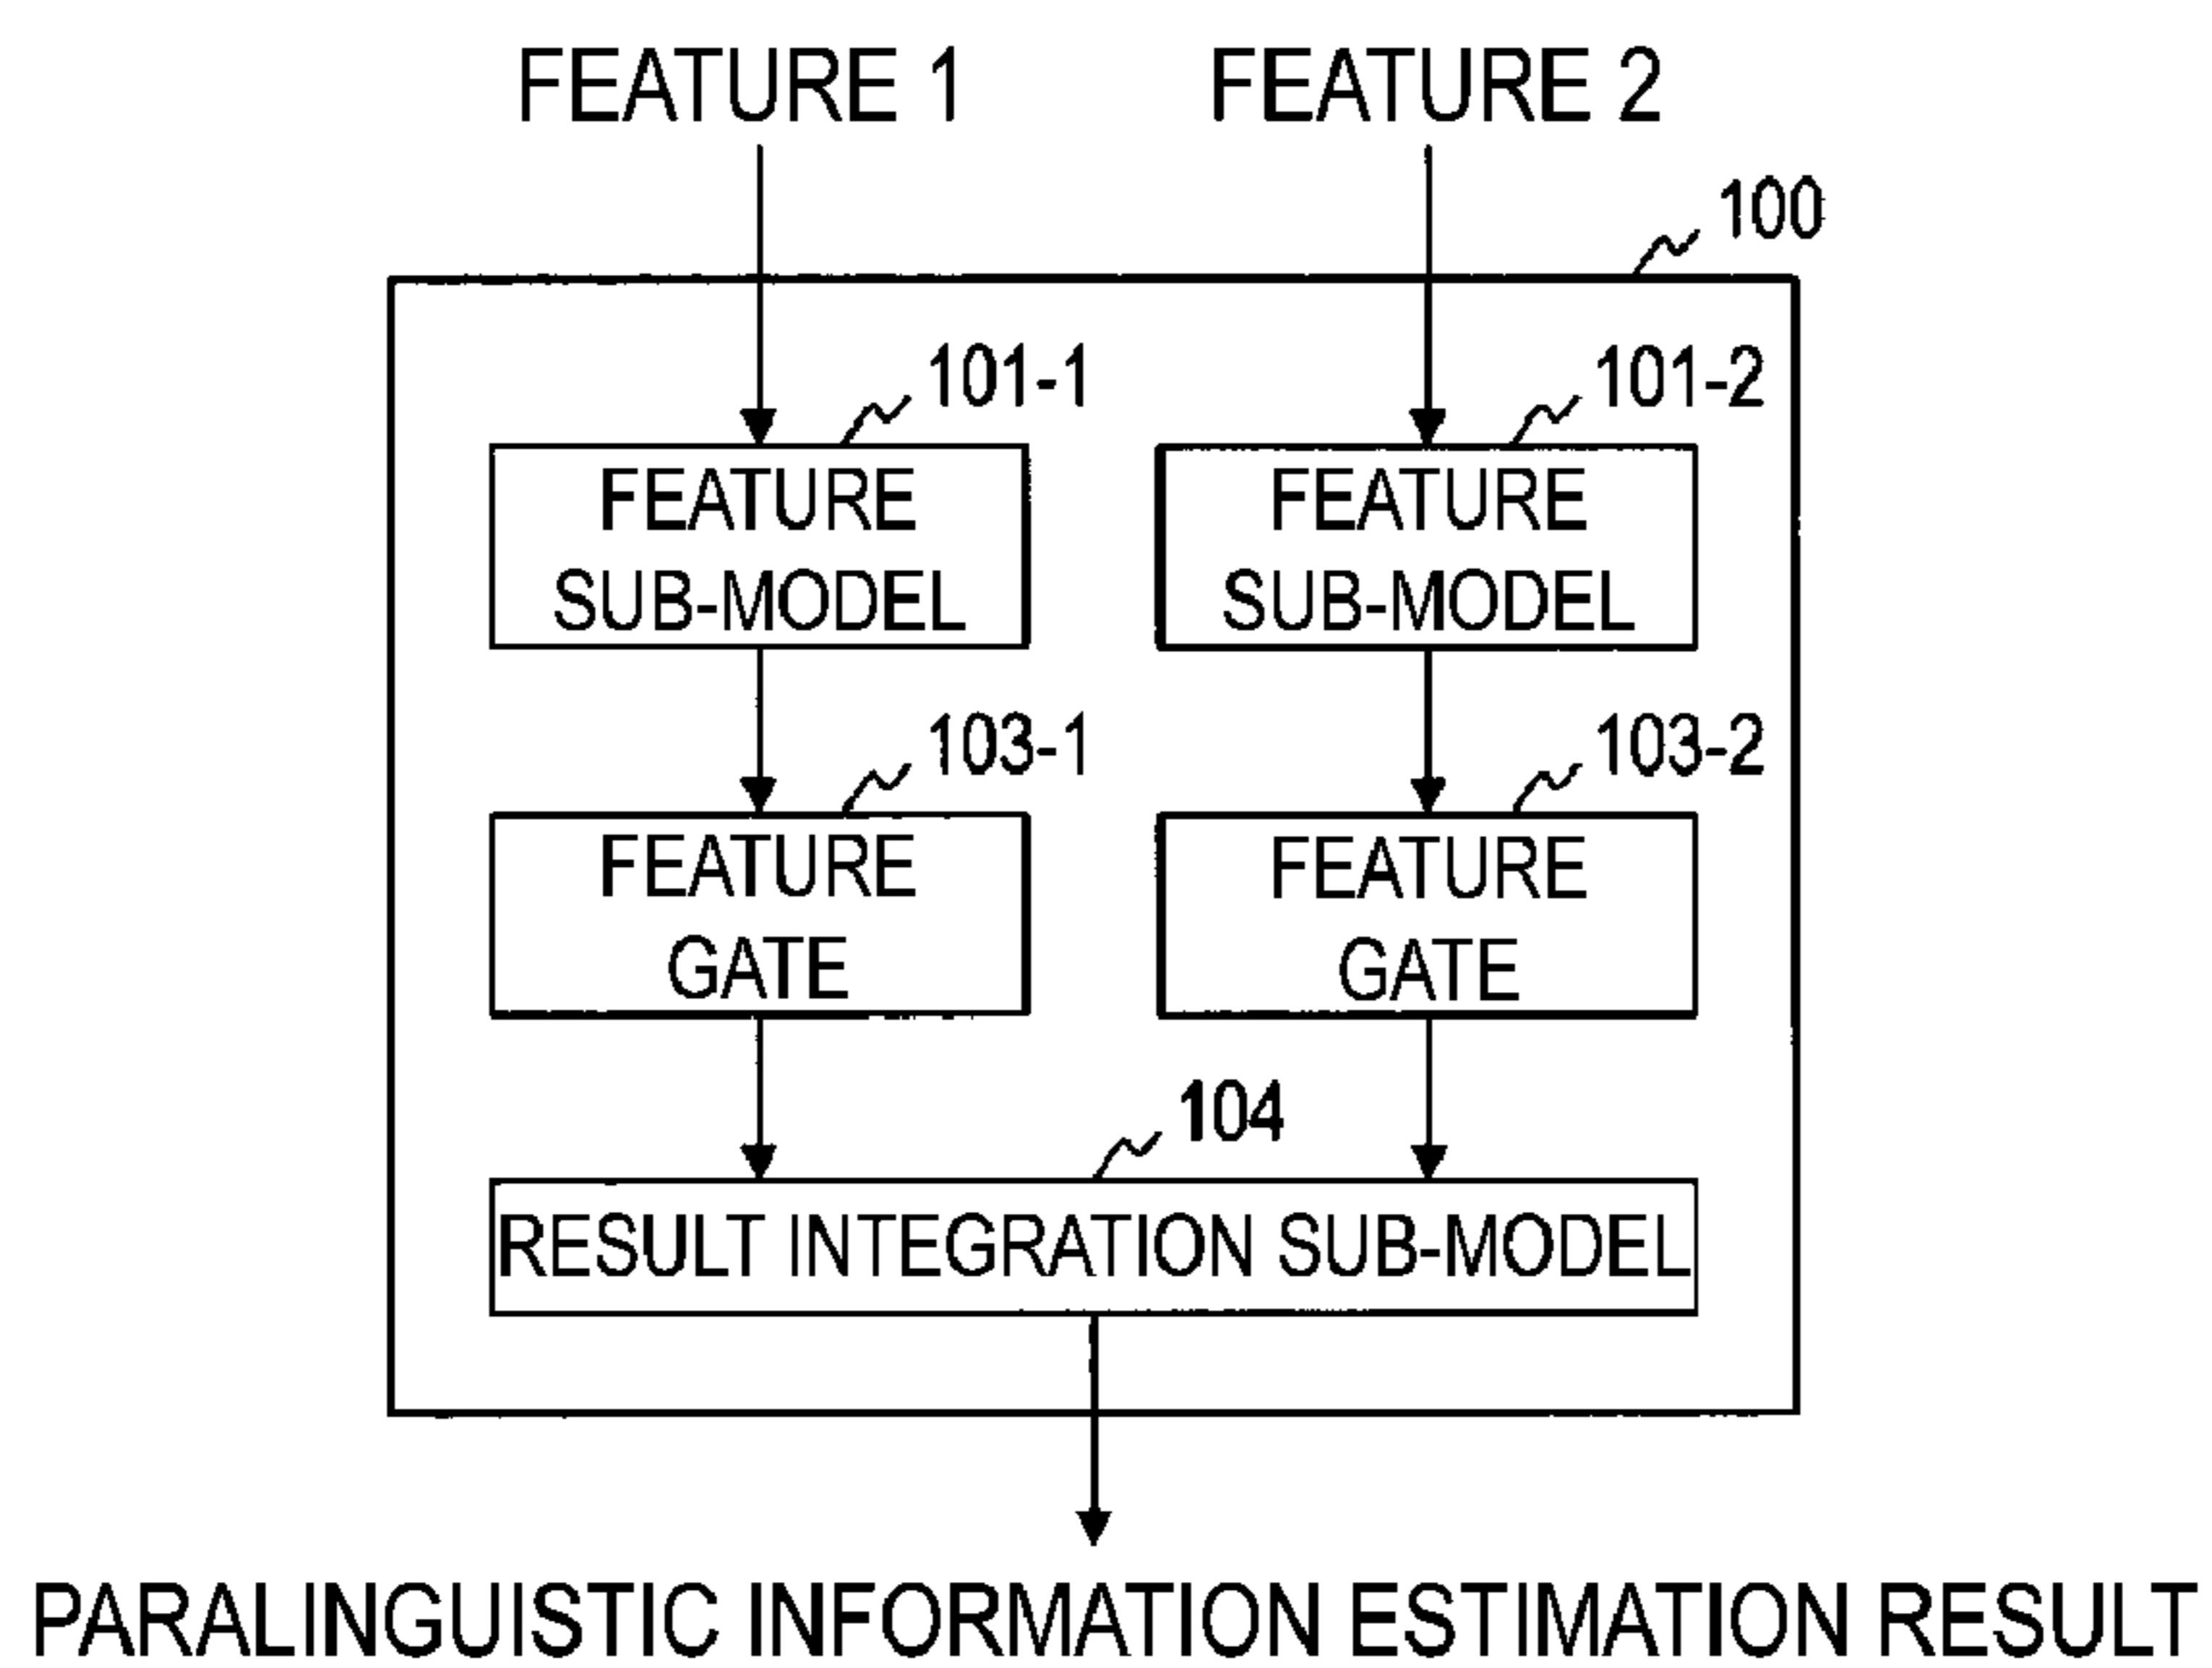 FEATURE 1
FEATURE 2
100
101-1
101-2
FEATURE
SUB-MODEL
FEATURE
SUB-MODEL
103-1
103-2
FEATURE
GATE
FEATURE
GATE
104
RESULT INTEGRATION SUB-MODEL
PARALINGUISTIC INFORMATION ESTIMATION RESULT